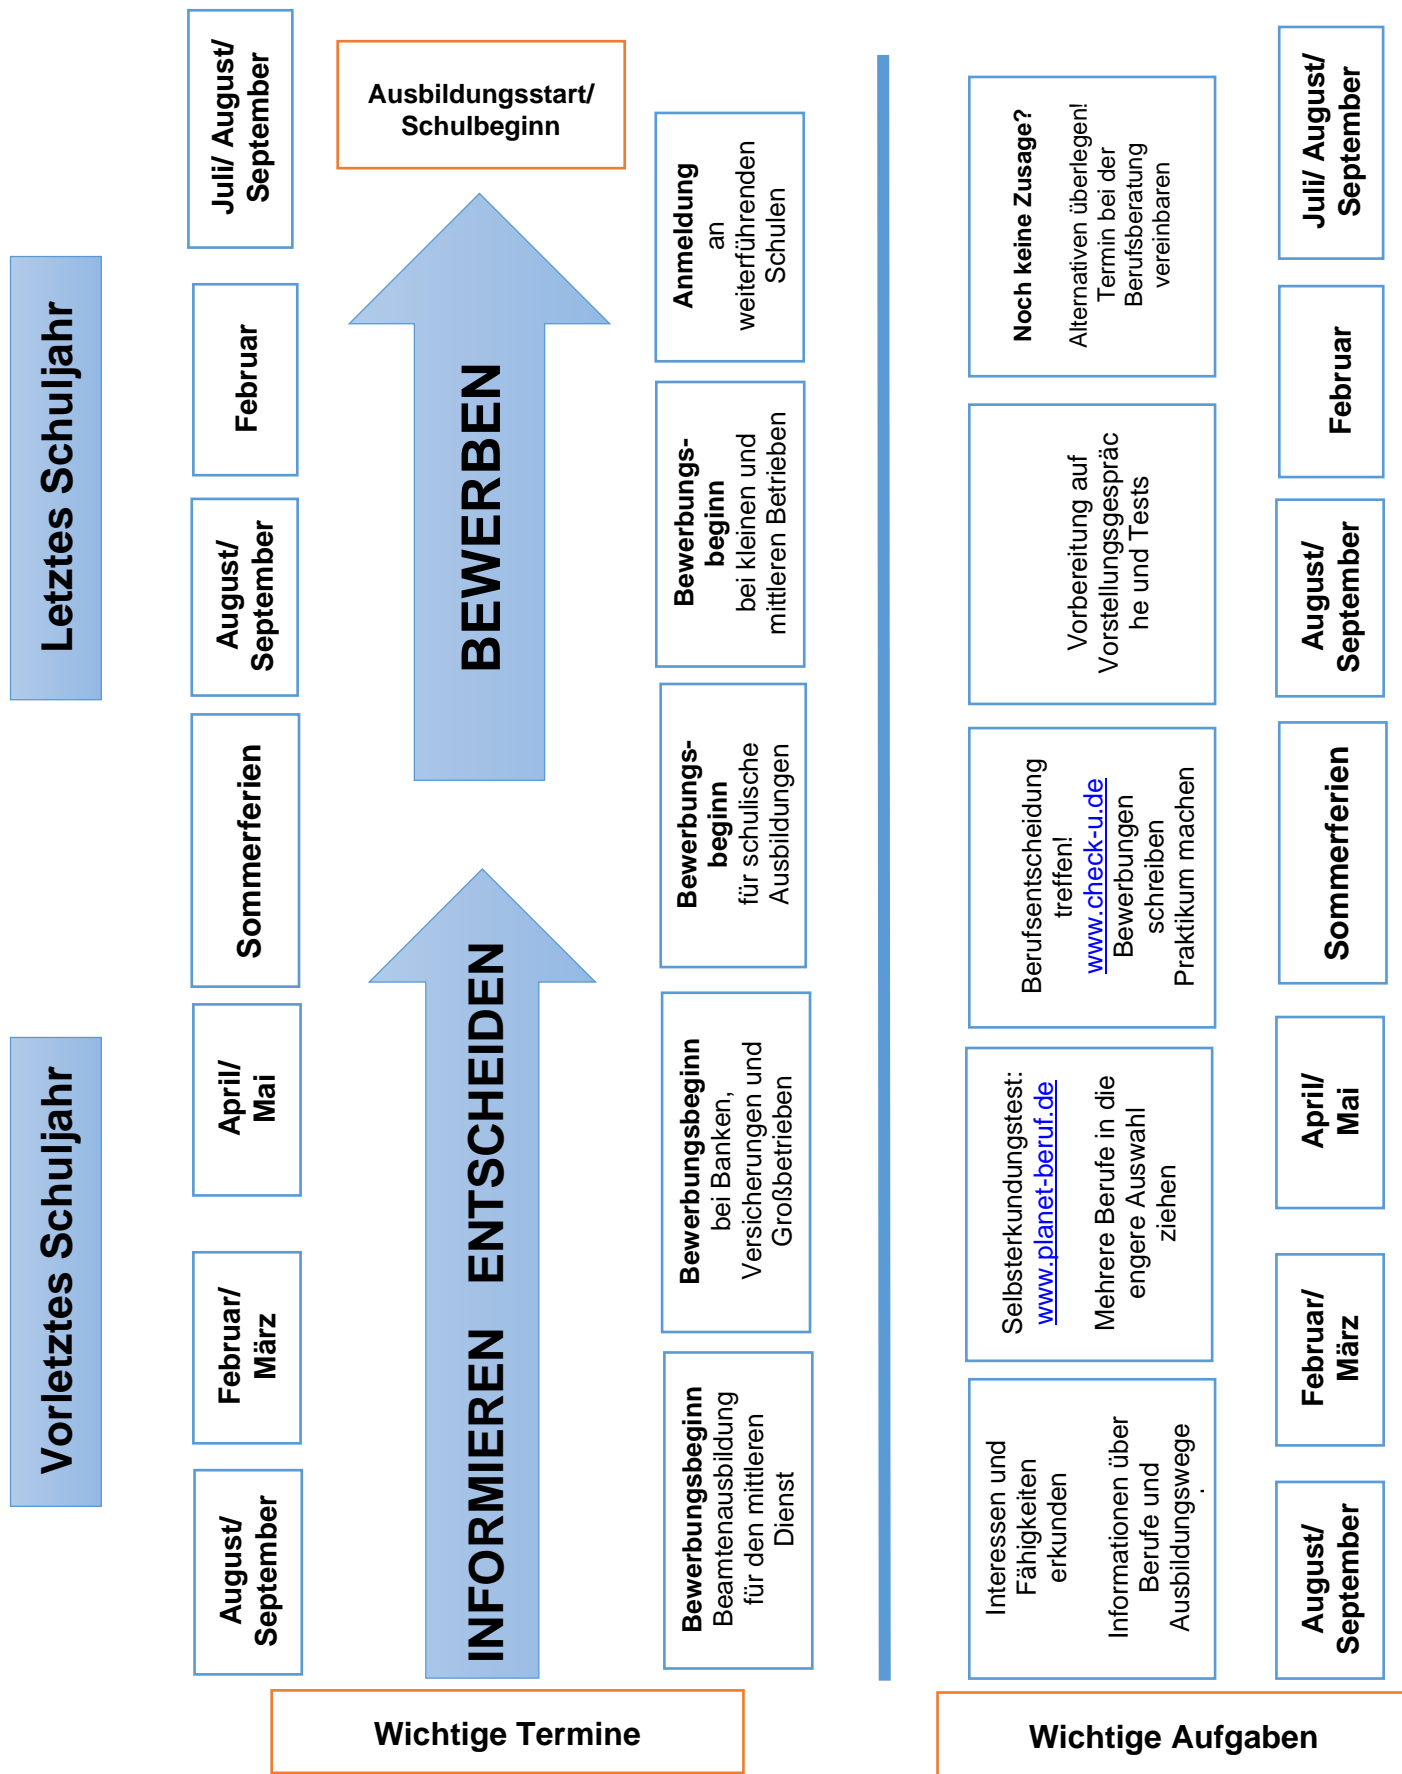 Vorletztes Schuljahr
Letztes Schuljahr
August/
September
Februar/
März
April/
Mai
Sommerferien
August/
September
Februar
Juli/ August/
September
INFORMIEREN ENTSCHEIDEN
BEWERBEN
Ausbildungsstart/
Schulbeginn
Bewerbungsbeginn
Beamtenausbildung
für den mittleren
Dienst
Bewerbungsbeginn
bei Banken,
Versicherungen und
Großbetrieben
Bewerbungs-
beginn
für schulische
Ausbildungen
Bewerbungs-
beginn
bei kleinen und
mittleren Betrieben
Anmeldung
an
weiterführenden
Schulen
Wichtige Termine
Interessen und
Fähigkeiten
erkunden
Informationen über
Berufe und
Ausbildungswege
Selbsterkundungstest:
www.planet-beruf.de
Mehrere Berufe in die
engere Auswahl
ziehen
Berufsentscheidung
treffen!
www.check-u.de
Bewerbungen
schreiben
Praktikum machen
Vorbereitung auf
Vorstellungsgespräc
he und Tests
Noch keine Zusage?
Alternativen überlegen!
Termin bei der
Berufsberatung
vereinbaren
August/
September
Februar/
März
April/
Mai
Sommerferien
August/
September
Februar
Juli/ August/
September
Wichtige Aufgaben